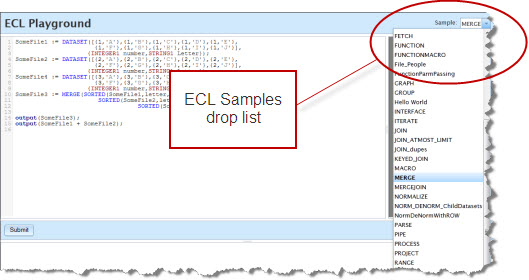 ECL Playground
Sample: MERGE
1 SomeFile1 := DATASET([{1,'A'},{1,'B'},{1,'C'},{1,'D'},{1,'E'},
2 {1,'F'},{1,'G'},{1,'H'},{1,'I'},{1,'J'}],
3 {INTEGER1 number,STRING1 letter});
4 SomeFile2 := DATASET([{2,'A'},{2,'B'},{2,'C'},{2,'D'},{2,'E'},
5 {2,'F'},{2,'G'},{2,'H'},{2,'I'},{2,'J'}],
6 {INTEGER1 number,STRING
7 SomeFile4 := DATASET([{3,'A'},{3,'B'},
8 {3,'F'},{3,'G'},
9 {INTEGER1 number,STRING
10 SomeFile3 := MERGE(SORTED(SomeFile1,letter,
11 SORTED(SomeFile2,let
12 SORTED(So
13
14 output(SomeFile3);
15 output(SomeFile1 + SomeFile2);
16
ECL Samples
drop list
FETCH
FUNCTION
FUNCTIONMACRO
File_People
FunctionParmPassing
GRAPH
GROUP
Hello World
INTERFACE
ITERATE
JOIN
JOIN_ATMOST_LIMIT
JOIN_dupes
KEYED_JOIN
MACRO
MERGE
MERGEJOIN
NORMALIZE
NORM_DENORM_ChildDatasets
NormDeNormWithROW
PARSE
PIPE
PROCESS
PROJECT
RANGE
Submit